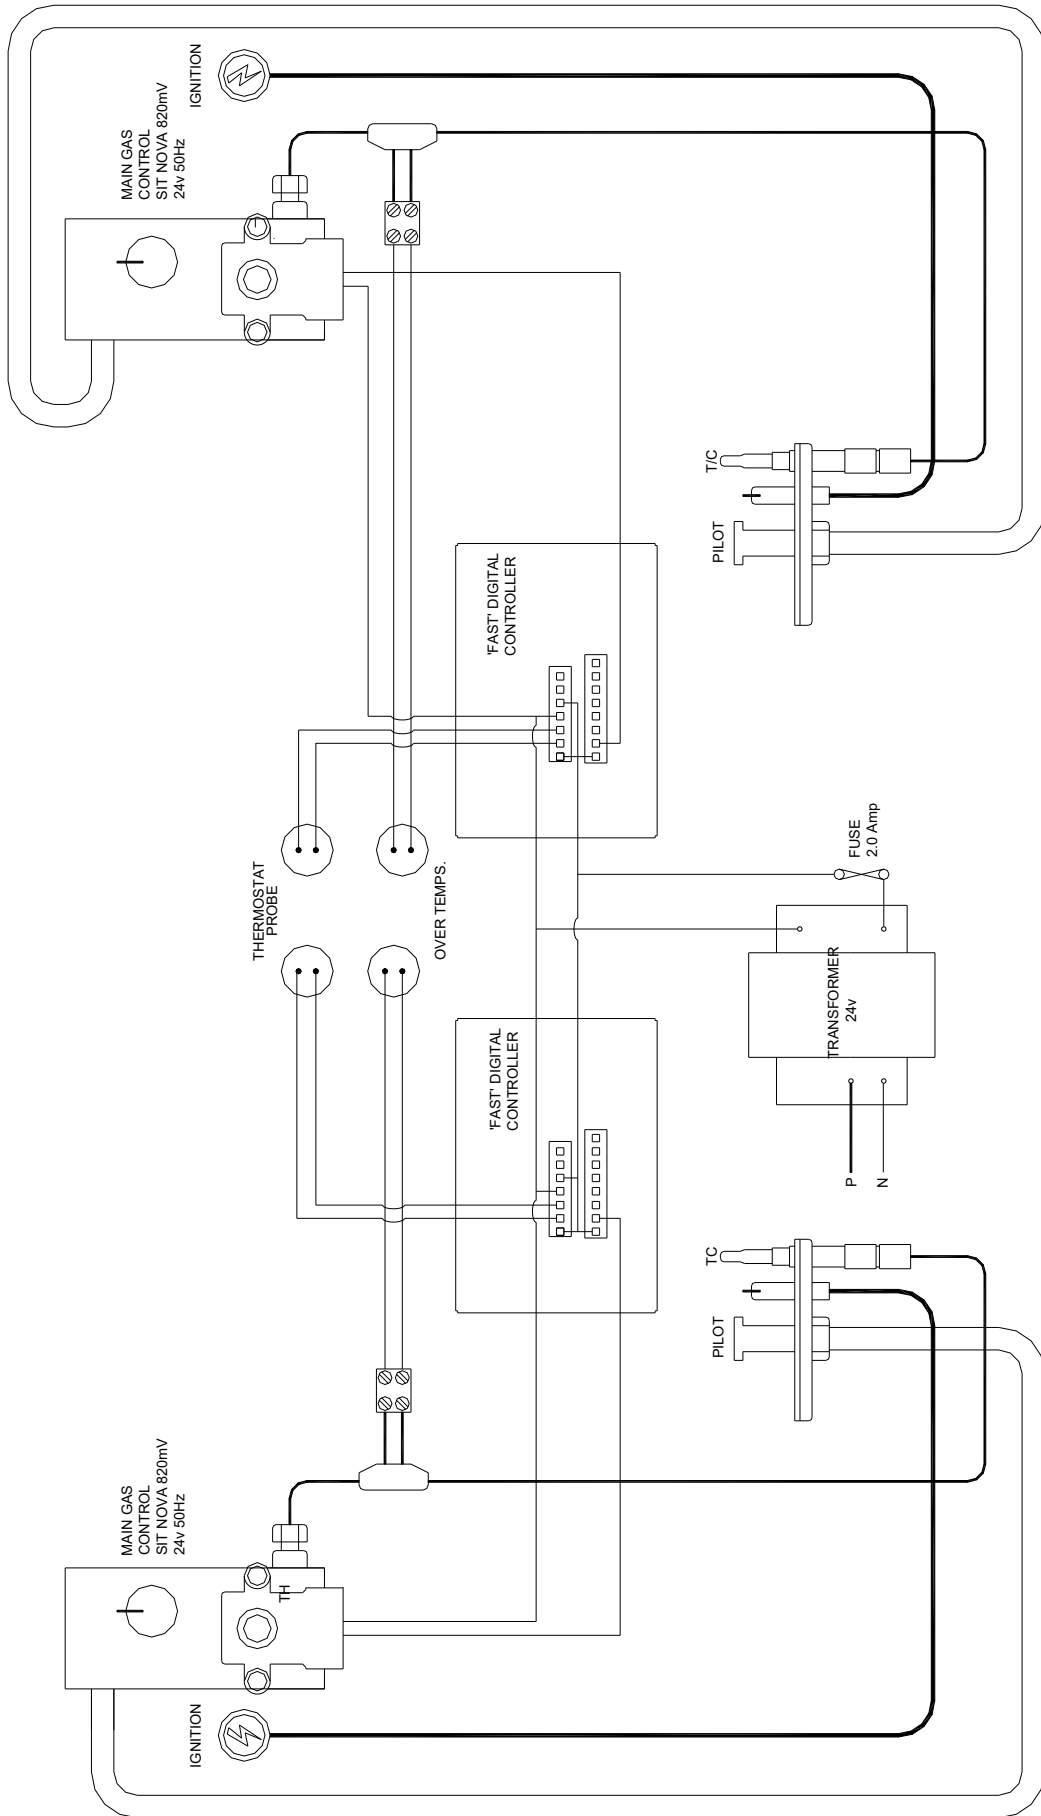 IGNITION
MAIN GAS
CONTROL
SIT NOVA 820mV
24v 50Hz
TH
THERMOSTAT
PROBE
OVER TEMPS.
MAIN GAS
CONTROL
SIT NOVA 820mV
24v 50Hz
IGNITION
'FAST' DIGITAL
CONTROLLER
'FAST' DIGITAL
CONTROLLER
PILOT
TC
P
N
TRANSFORMER
24v
FUSE
2.0 Amp
PILOT
T/C